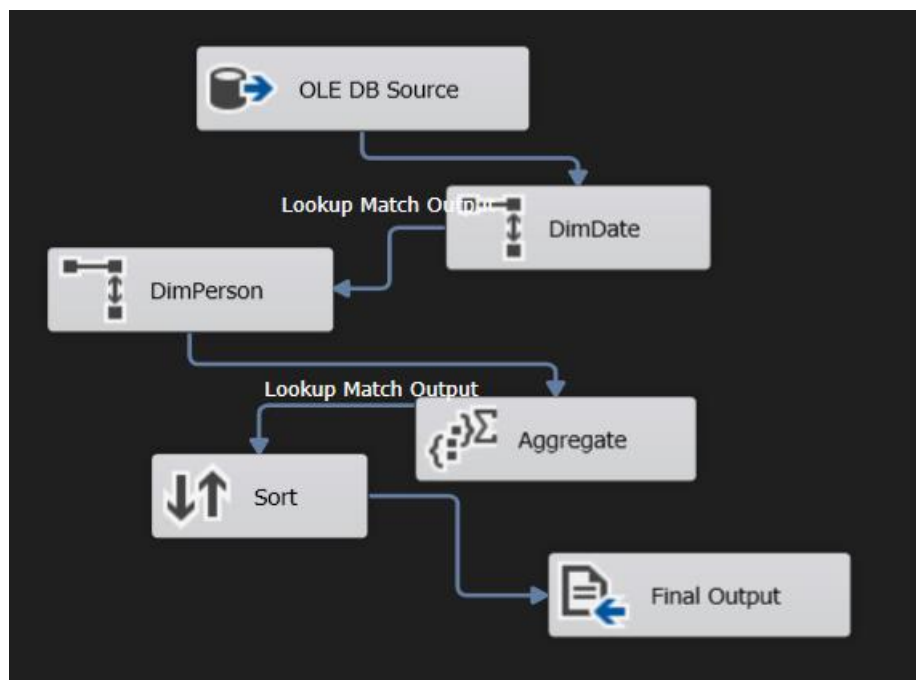 OLE DB Source
Lookup Match Output
DimDate
DimPerson
Lookup Match Output
Aggregate
Sort
Final Output